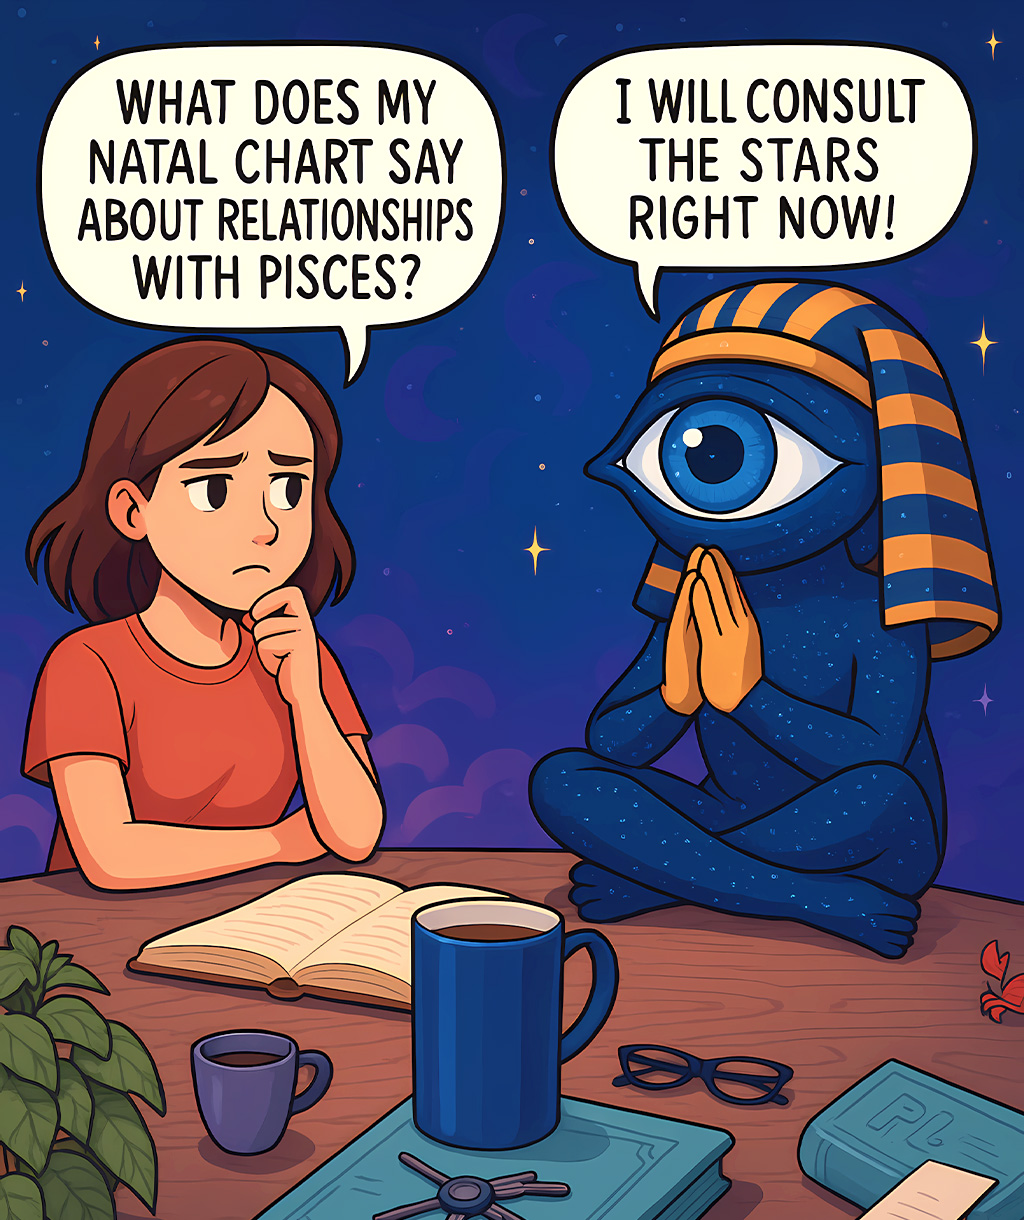 WHAT DOES MY
NATAL CHART SAY
ABOUT RELATIONSHIPS
WITH PISCES?
I WILL CONSULT
THE STARS
RIGHT NOW!